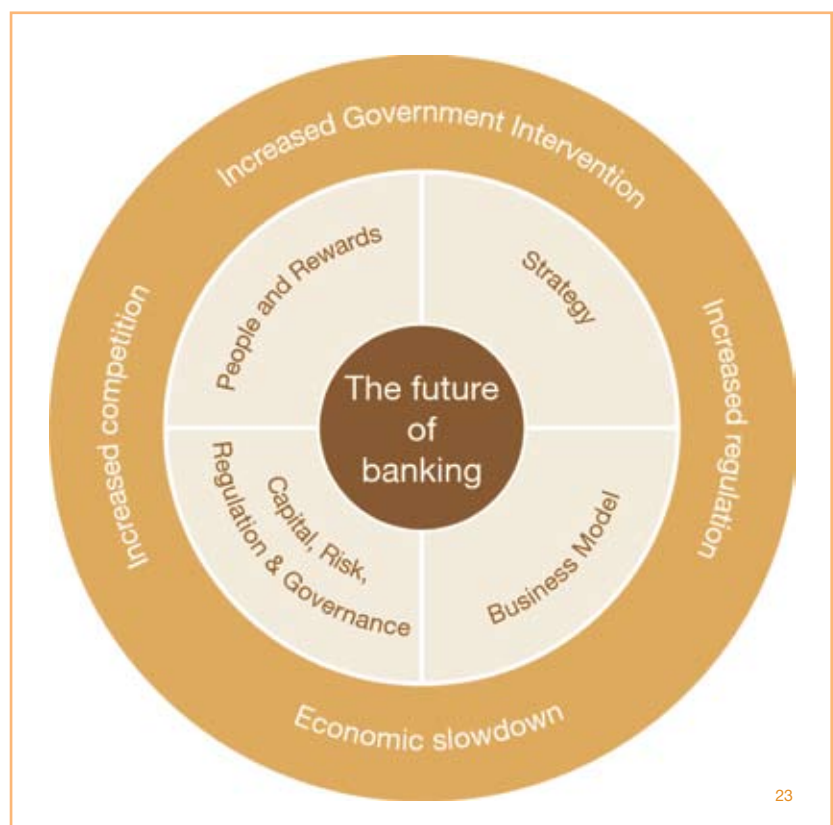 Increased Government Intervention
People and Rewards
Strategy
Increased competition
The future
of
banking
Increased regulation
Capital, Risk,
Regulation & Governance
Business Model
Economic slowdown
23